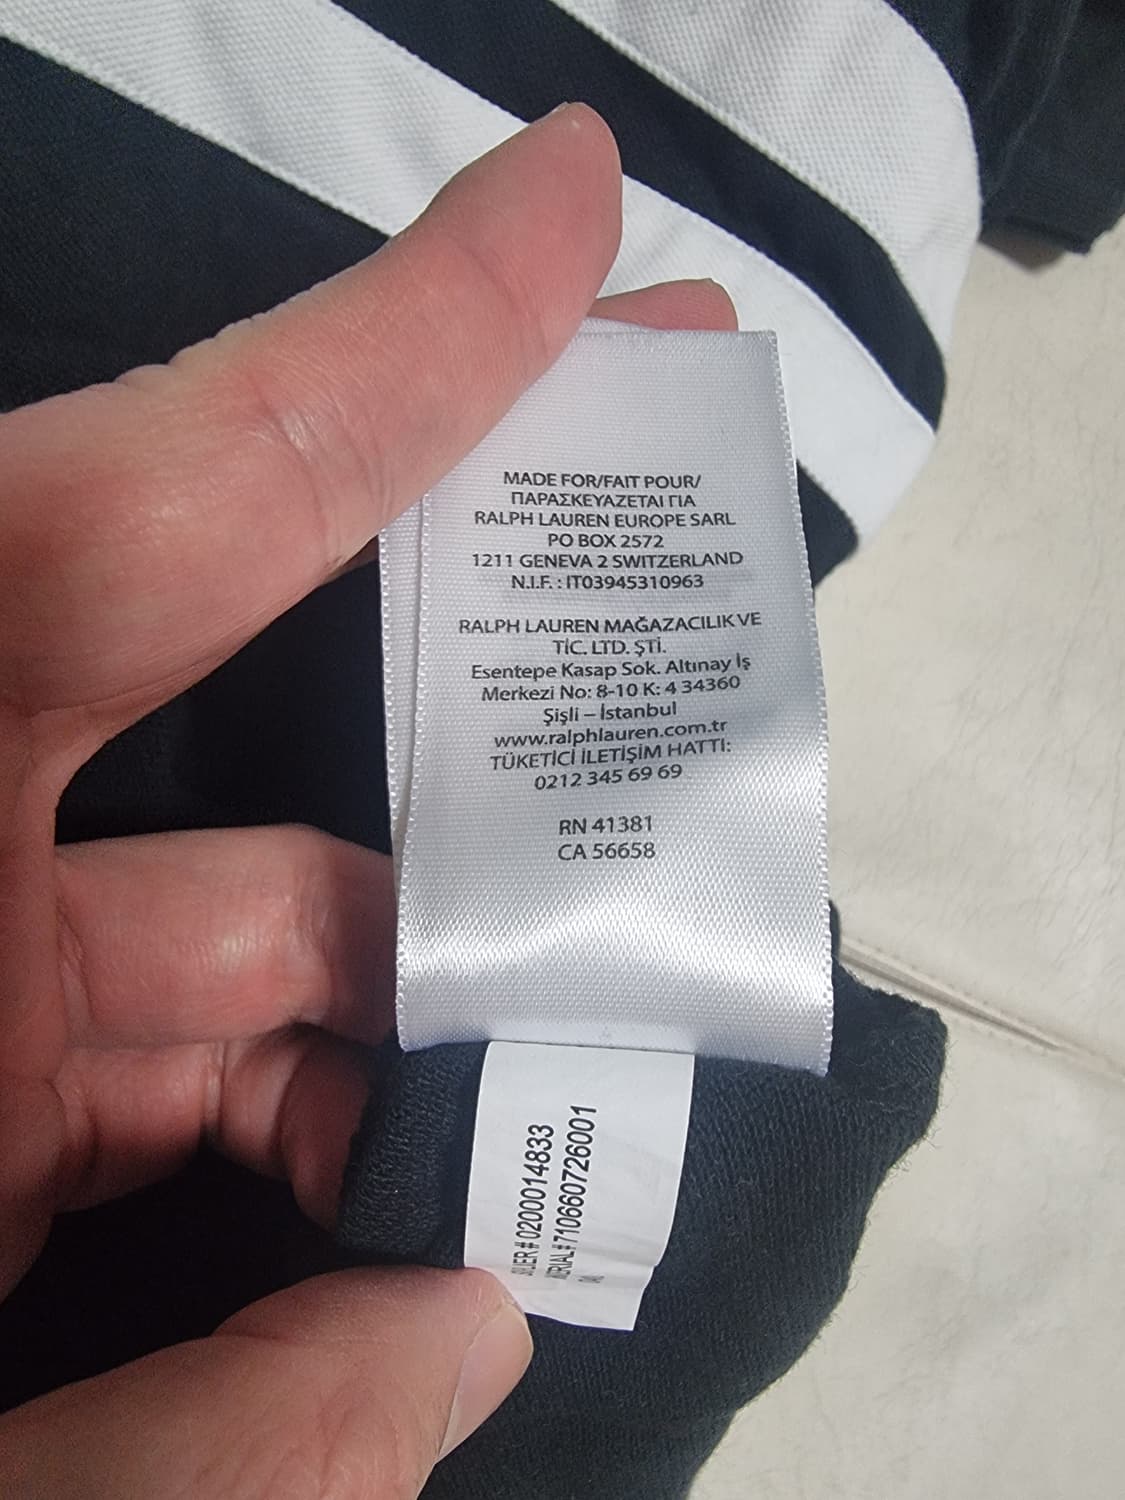 MADE FOR/FAIT POUR/
ΠΑΡΑΣΚΕΥΑΖΕΤΑΙ ΓΙΑ
RALPH LAUREN EUROPE SARL
PO BOX 2572
1211 GENEVA 2 SWITZERLAND
N.I.F. : IT03945310963
RALPH LAUREN MAĞAZACILIK VE
TİC. LTD. ŞTİ.
Esentepe Kasap Sok. Altınay İş
Merkezi No: 8-10 K: 4 34360
Şişli – İstanbul
www.ralphlauren.com.tr
TÜKETİCİ İLETİŞİM HATTI:
0212 345 69 69
RN 41381
CA 56658
# 0200014833
#710660726001